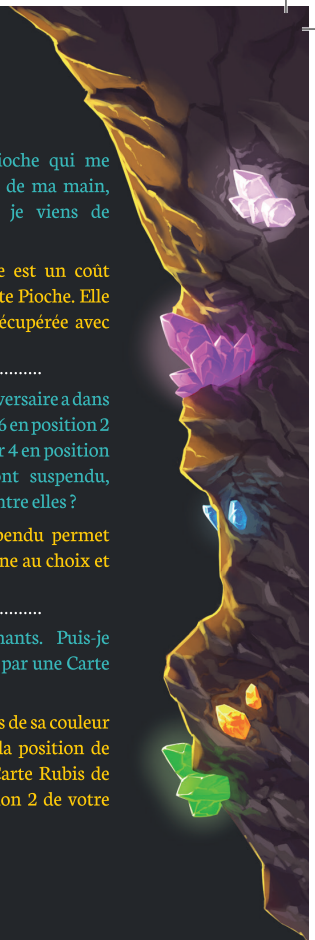 ioche qui me
de ma main,
je viens de
e est un coût
te Pioche. Elle
écupérée avec
..........
versaire a dans
6 en position 2
r 4 en position
nt suspendu,
ntre elles ?
pendu permet
ne au choix et
..........
nants. Puis-je
par une Carte
s de sa couleur
la position de
Carte Rubis de
ion 2 de votre